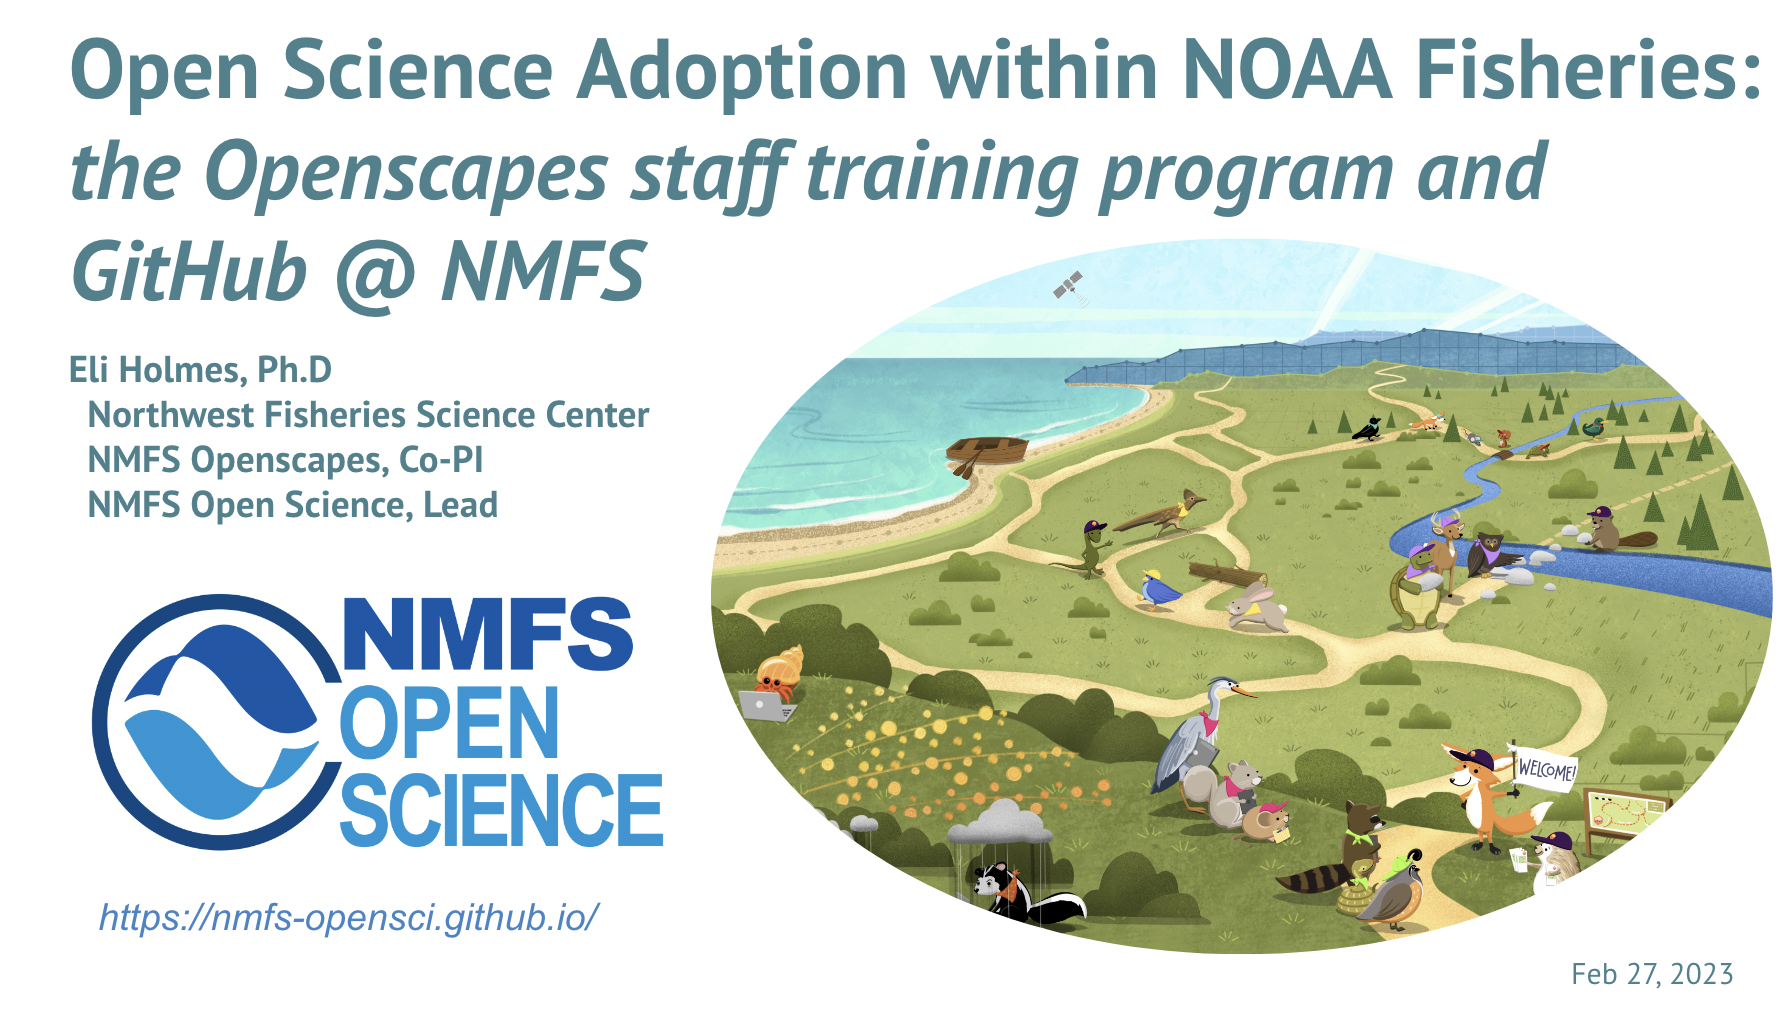 Open Science Adoption within NOAA Fisheries:
the Openscapes staff training program and
GitHub @ NMFS
Eli Holmes, Ph.D
Northwest Fisheries Science Center
NMFS Openscapes, Co-PI
NMFS Open Science, Lead
NMFS
OPEN
SCIENCE
https://nmfs-opensci.github.io/
WELCOME!
Feb 27, 2023